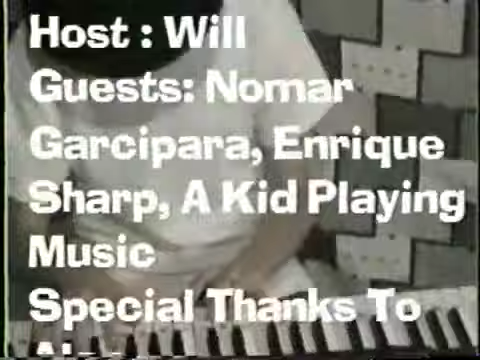 Host : Will
Guests: Nomar
Garcipara, Enrique
Sharp, A Kid Playing
Music
Special Thanks To